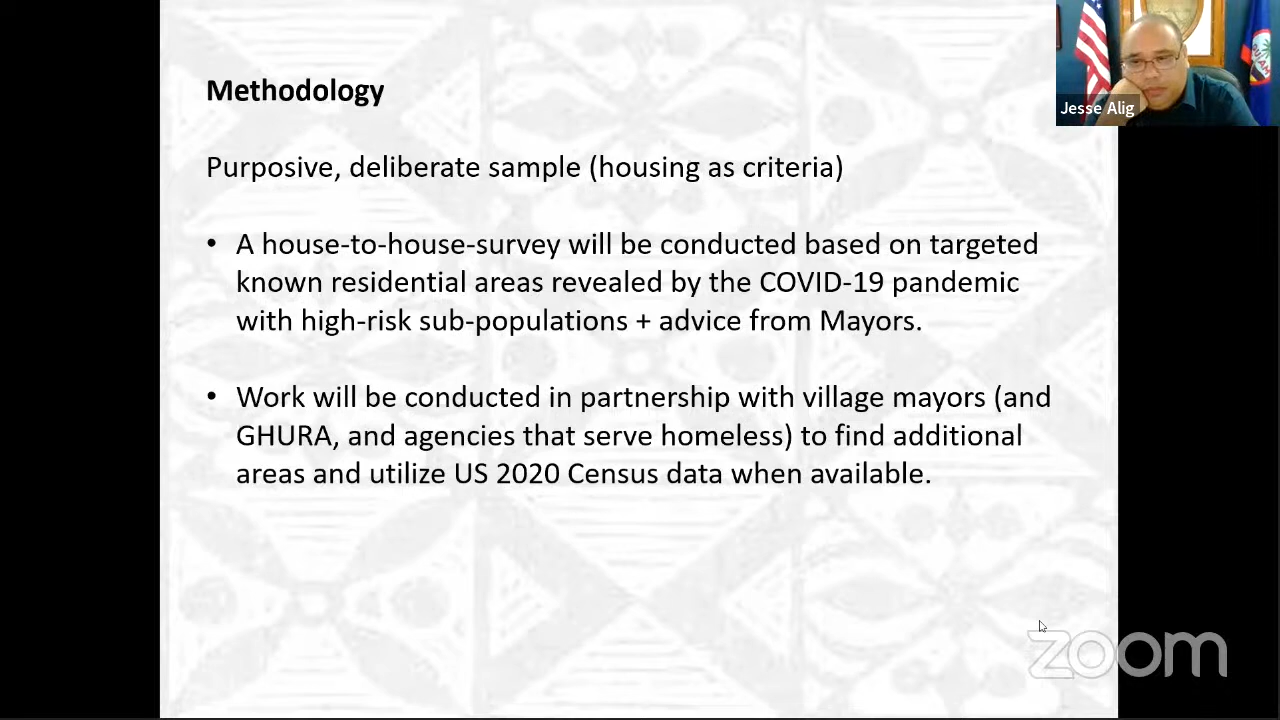 Methodology
Jesse Alig
Purposive, deliberate sample (housing as criteria)
• A house-to-house-survey will be conducted based on targeted
known residential areas revealed by the COVID-19 pandemic
with high-risk sub-populations + advice from Mayors.
• Work will be conducted in partnership with village mayors (and
GHURA, and agencies that serve homeless) to find additional
areas and utilize US 2020 Census data when available.
zoom